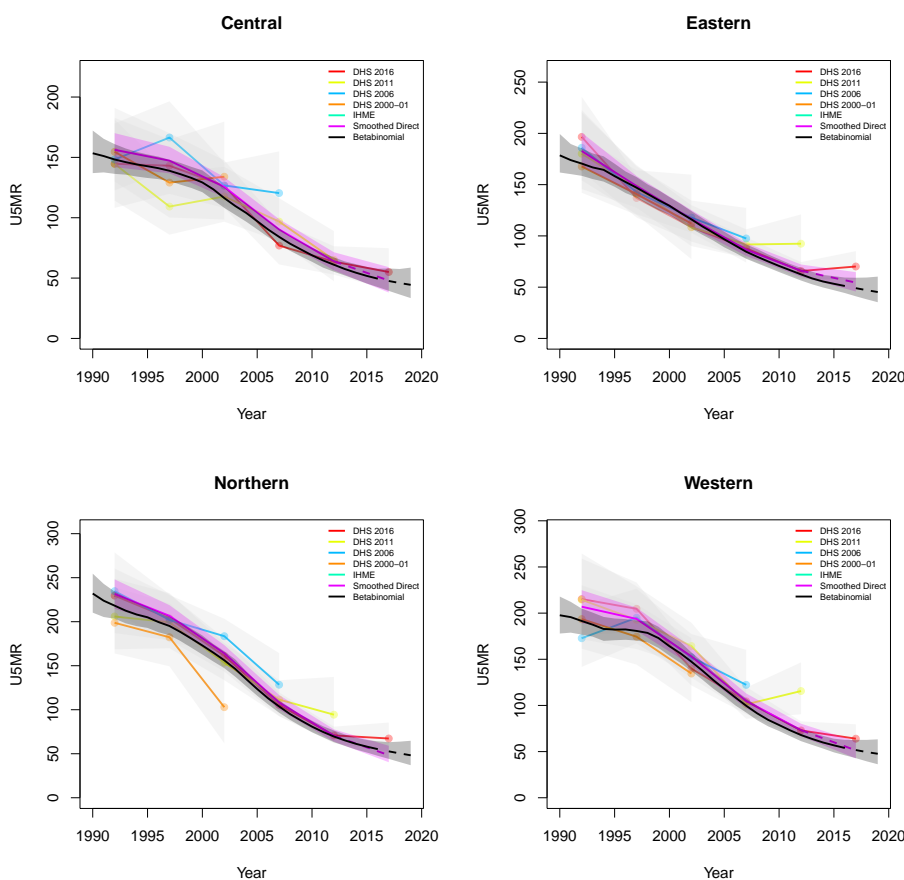 Central
U5MR
200
150
100
50
0
DHS 2016
DHS 2011
DHS 2006
DHS 2000−01
IHME
Smoothed Direct
Betabinomial
1990 1995 2000 2005 2010 2015 2020
Year
Eastern
U5MR
250
200
150
100
50
0
DHS 2016
DHS 2011
DHS 2006
DHS 2000−01
IHME
Smoothed Direct
Betabinomial
1990 1995 2000 2005 2010 2015 2020
Year
Northern
U5MR
300
250
200
150
100
50
0
DHS 2016
DHS 2011
DHS 2006
DHS 2000−01
IHME
Smoothed Direct
Betabinomial
1990 1995 2000 2005 2010 2015 2020
Year
Western
U5MR
300
250
200
150
100
50
0
DHS 2016
DHS 2011
DHS 2006
DHS 2000−01
IHME
Smoothed Direct
Betabinomial
1990 1995 2000 2005 2010 2015 2020
Year